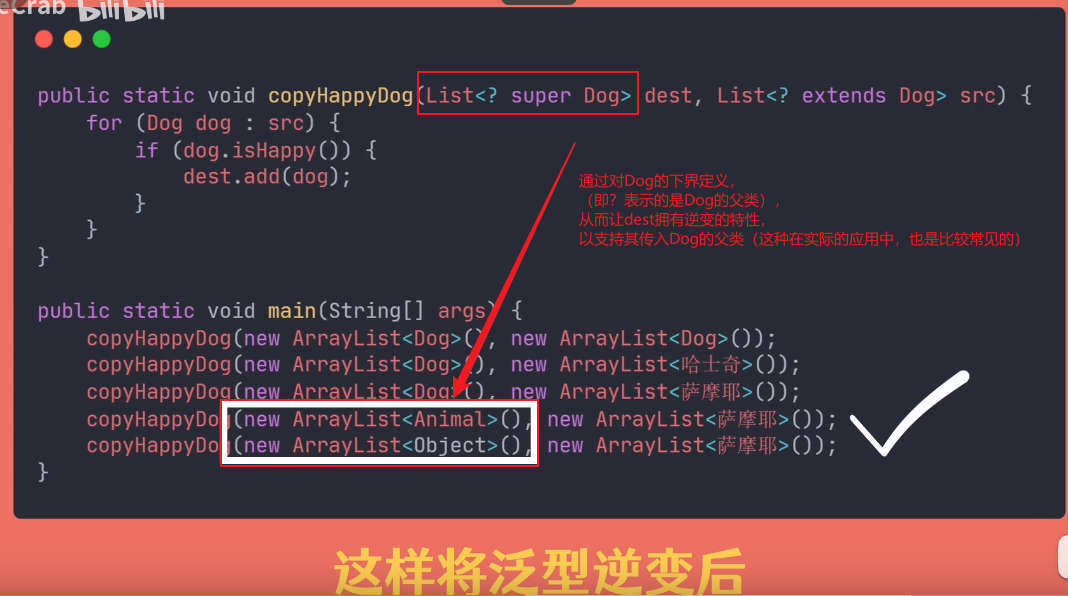 eCrab bilibili
public static void copyHappyDog(List<? super Dog> dest, List<? extends Dog> src) {
for (Dog dog : src) {
if (dog.isHappy()) {
dest.add(dog);
}
}
}
通过对Dog的下界定义，
（即？表示的是Dog的父类），
从而让dest拥有逆变的特性，
以支持其传入Dog的父类（这种在实际的应用中，也是比较常见的）
public static void main(String[] args) {
copyHappyDog(new ArrayList<Dog>(), new ArrayList<Dog>());
copyHappyDog(new ArrayList<Dog>(), new ArrayList<哈士奇>());
copyHappyDog(new ArrayList<Dog>(), new ArrayList<萨摩耶>());
copyHappyDog(new ArrayList<Animal>(), new ArrayList<萨摩耶>());
copyHappyDog(new ArrayList<Object>(), new ArrayList<萨摩耶>());
}
这样将泛型逆变后